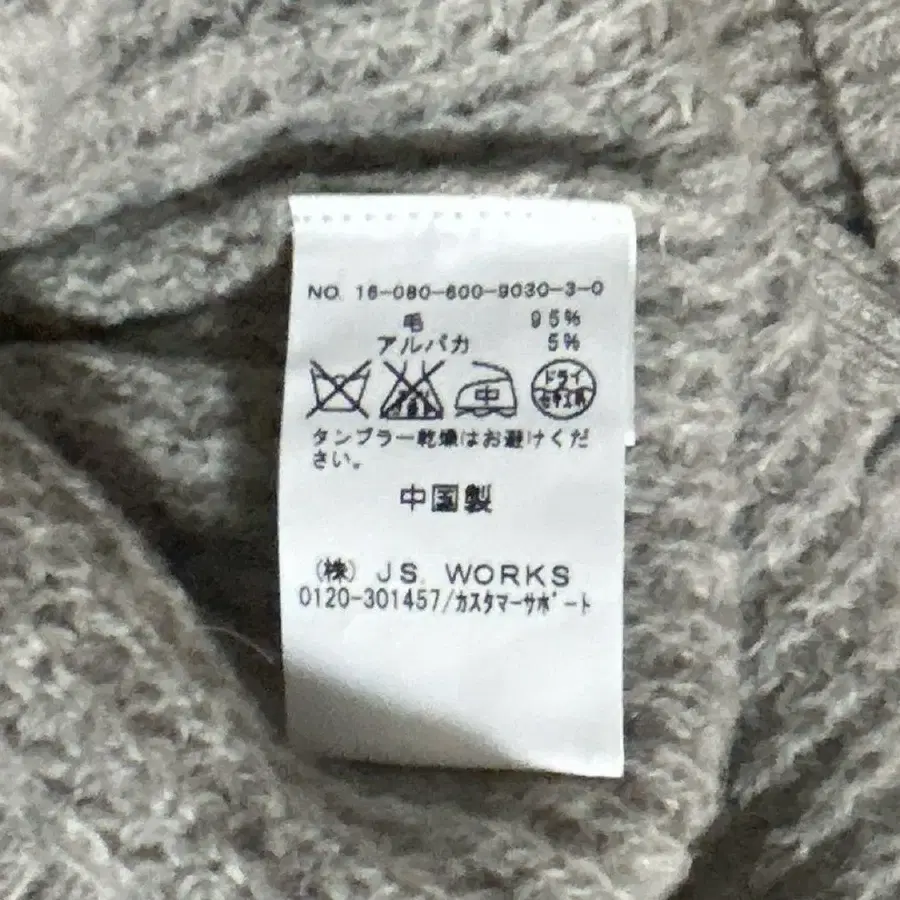 NO. 16-080-600-9030-3-0
毛 95%
アルパカ 5%
中 ドライ
タンブラー乾燥はお避けくだ
さい。
中国製
(株) J.S. WORKS
0120-301457/カスタマーサポート